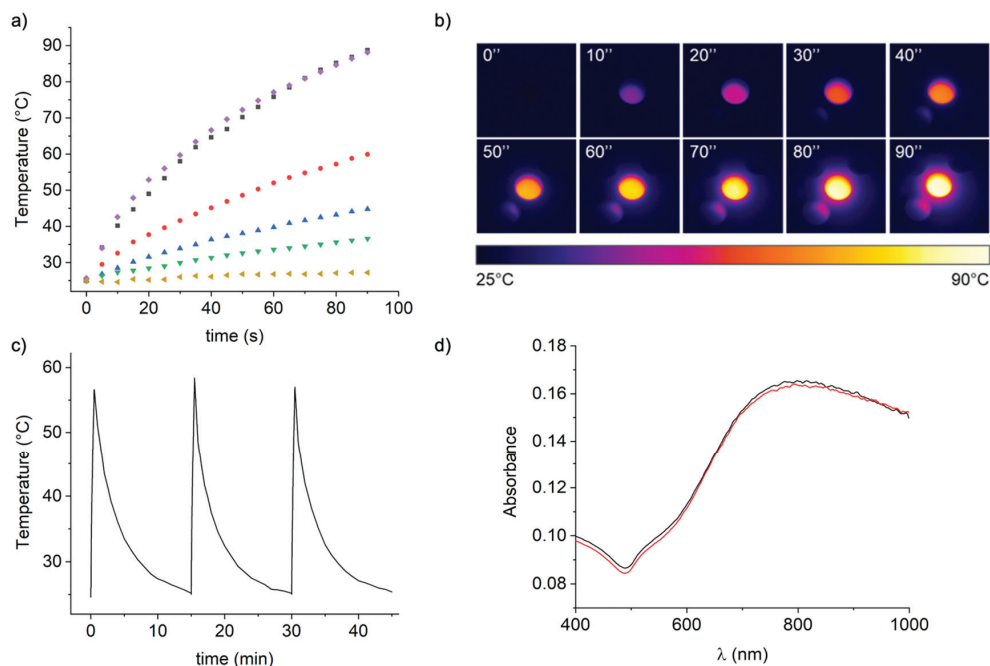 a)
90
80
70
60
50
40
30
Temperature (°C)
0 20 40 60 80 100
time (s)
b)
0’’ 10’’ 20’’ 30’’ 40’’
50’’ 60’’ 70’’ 80’’ 90’’
25°C 90°C
c)
60
50
40
30
Temperature (°C)
0 10 20 30 40
time (min)
d)
0.18
0.16
0.14
0.12
0.10
0.08
Absorbance
400 600 800 1000
λ (nm)